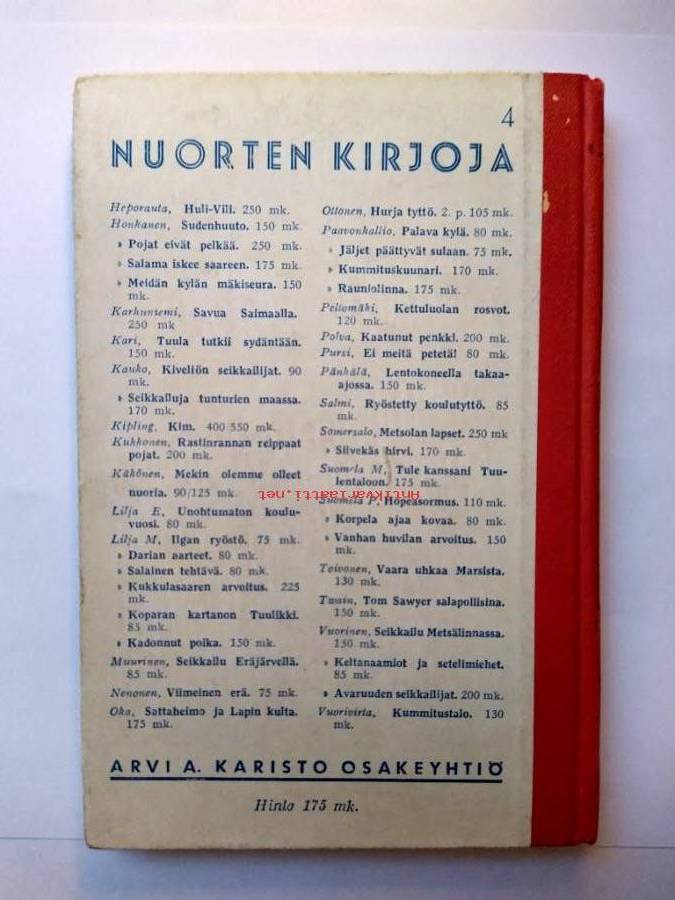 4
NUORTEN KIRJOJA
Heporauta, Huli-Vili. 250 mk.
Honkanen, Sudenhuuto. 150 mk.
» Pojat eivät pelkää. 250 mk.
» Salama iskee saareen. 175 mk.
» Meidän kylän mäkiseura. 150
mk.
Karhuniemi, Savua Saimaalla.
250 mk
Kari, Tuula tutkii sydäntään.
150 mk.
Kauko, Kiveliön seikkailijat. 90
mk.
» Seikkailuja tunturien maassa.
170 mk.
Kipling, Kim. 400/550 mk.
Kukkonen, Rastinrannan reippaat
pojat. 200 mk.
Käkönen, Mekin olemme olleet
nuoria. 90/125 mk.
Lilja E, Unohtumaton koulu-
vuosi. 80 mk.
Lilja M, Ilgan ryöstö. 75 mk.
» Darian aarteet. 80 mk.
» Salainen tehtävä. 80 mk.
» Kukkulasaaren arvoitus. 225
mk.
» Koparan kartanon Tuulikki.
85 mk.
» Kadonnut poika. 150 mk.
Muurinen, Seikkailu Eräjärvellä.
85 mk.
Nenonen, Viimeinen erä. 75 mk.
Oka, Sattaheimo ja Lapin kulta.
175 mk.
Ottonen, Hurja tyttö. 2. p. 105 mk.
Paavonkallio, Palava kylä. 80 mk.
» Jäljet päättyvät sulaan. 75 mk.
» Kummituskuunari. 170 mk.
» Rauniolinna. 175 mk.
Peltomäki, Kettuluolan rosvot.
120 mk.
Polva, Kaatunut penkki. 200 mk.
Pursi, Ei meitä petetä! 80 mk.
Pänkälä, Lentokoneella takaa-
ajossa. 150 mk.
Salmi, Ryöstetty koulutyttö. 85
mk.
Somersalo, Metsolan lapset. 250 mk
» Siivekäs hirvi. 170 mk.
Suomela M, Tule kanssani Tuu-
lentaloon. 175 mk.
Suomela P, Hopeasormus. 110 mk.
» Korpela ajaa kovaa. 80 mk.
» Vanhan huvilan arvoitus. 150
mk.
Toivonen, Vaara uhkaa Marsista.
130 mk.
Twain, Tom Sawyer salapoliisina.
150 mk.
Vuorinen, Seikkailu Metsälinnassa.
150 mk.
» Keltanaamiot ja setelimiehet.
85 mk.
» Avaruuden seikkailijat. 200 mk.
Vuorivirta, Kummitustalo. 130
mk.
Antikvariaatti.net
ARVI A. KARISTO OSAKEYHTIÖ
Hinta 175 mk.